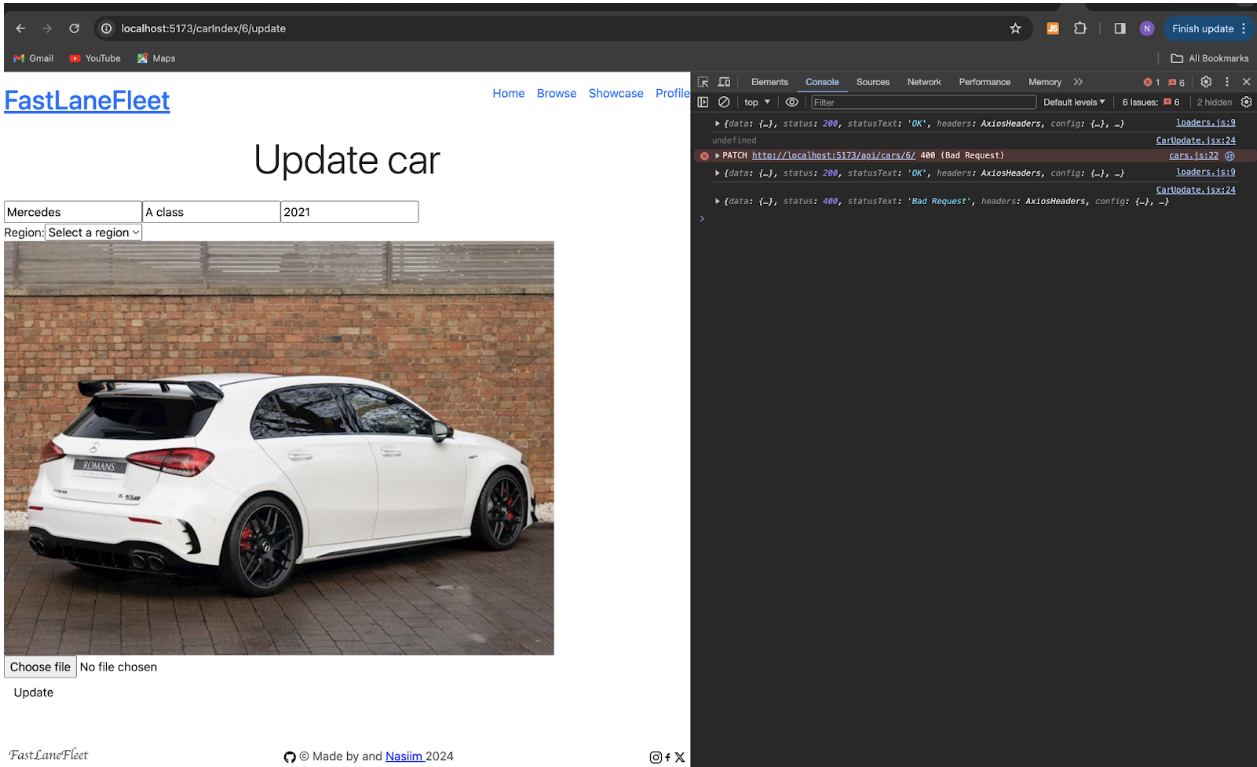 localhost:5173/carIndex/6/update
JS
N
Finish update
Gmail YouTube Maps
All Bookmarks
FastLaneFleet
Home Browse Showcase Profile
Update car
Mercedes A class 2021
Region: Select a region
ROMANS
Choose file No file chosen
Update
FastLaneFleet
© Made by and Nasiim 2024
Elements Console Sources Network Performance Memory 1 6
top Filter Default levels 6 Issues: 6 2 hidden
{data: {…}, status: 200, statusText: 'OK', headers: AxiosHeaders, config: {…}, …} loaders.js:9
undefined CarUpdate.jsx:24
PATCH http://localhost:5173/api/cars/6/ 400 (Bad Request) cars.js:22
{data: {…}, status: 200, statusText: 'OK', headers: AxiosHeaders, config: {…}, …} loaders.js:9
CarUpdate.jsx:24
{data: {…}, status: 400, statusText: 'Bad Request', headers: AxiosHeaders, config: {…}, …}